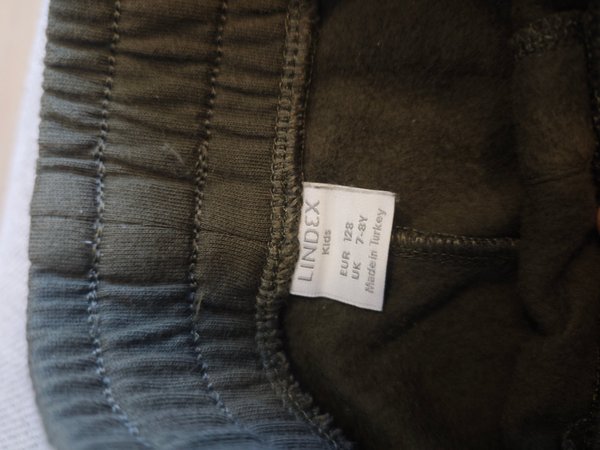 LINDEX
Kids
EUR 128
UK 7-8Y
Made in Turkey